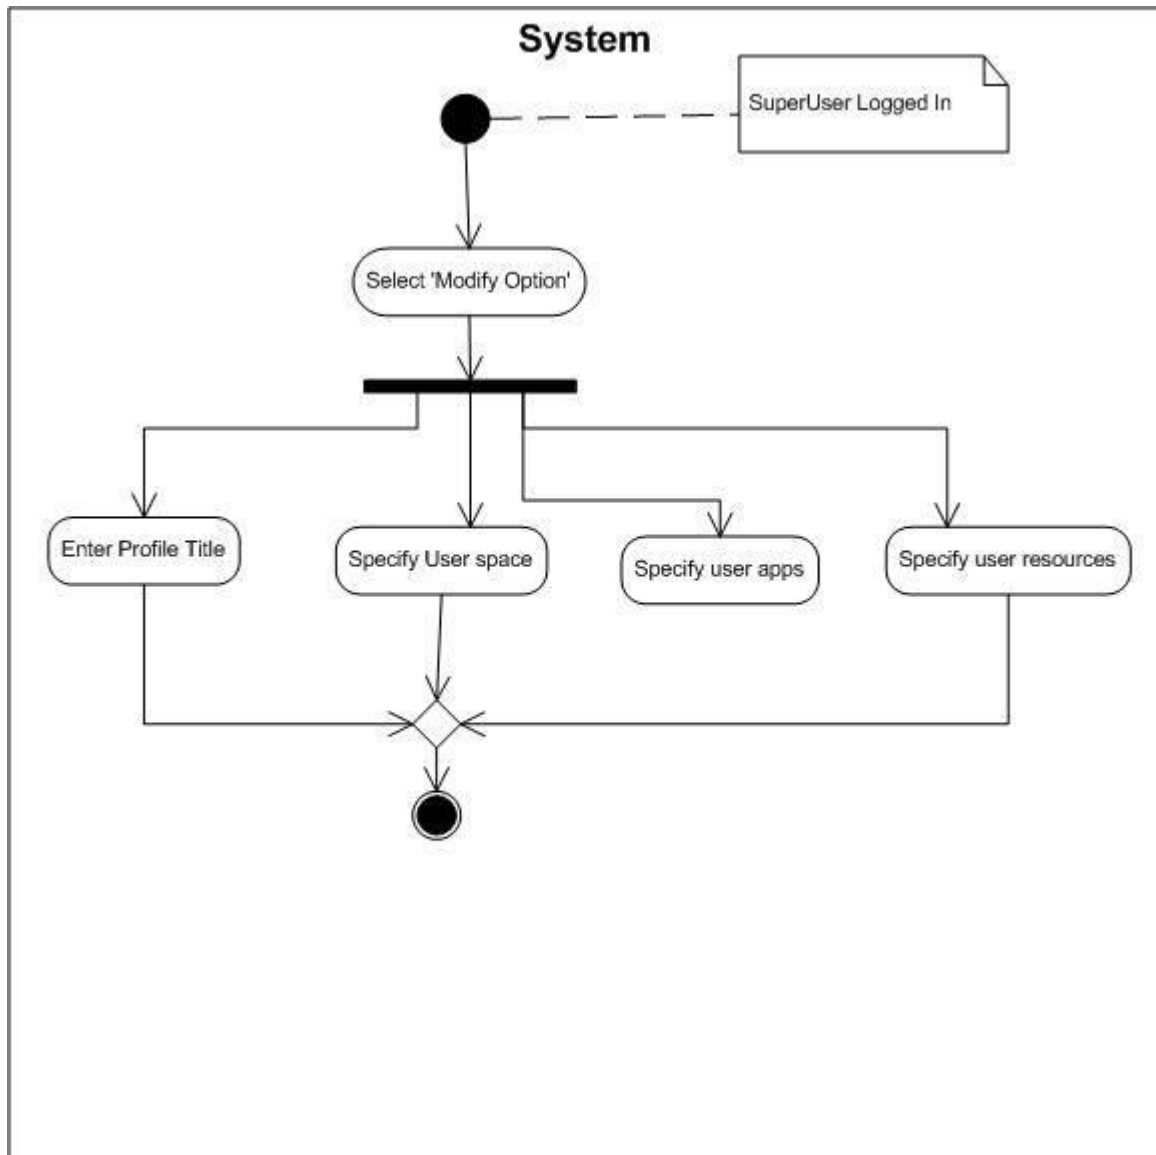 System
SuperUser Logged In
Select 'Modify Option'
Enter Profile Title
Specify User space
Specify user apps
Specify user resources